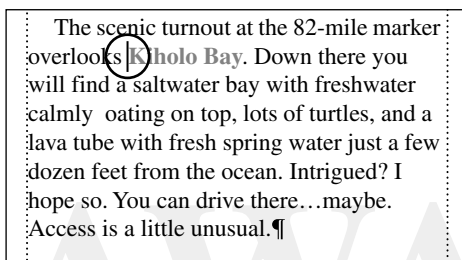 The scenic turnout at the 82-mile marker
overlooks Kiholo Bay. Down there you
will find a saltwater bay with freshwater
calmly  oating on top, lots of turtles, and a
lava tube with fresh spring water just a few
dozen feet from the ocean. Intrigued? I
hope so. You can drive there…maybe.
Access is a little unusual.¶